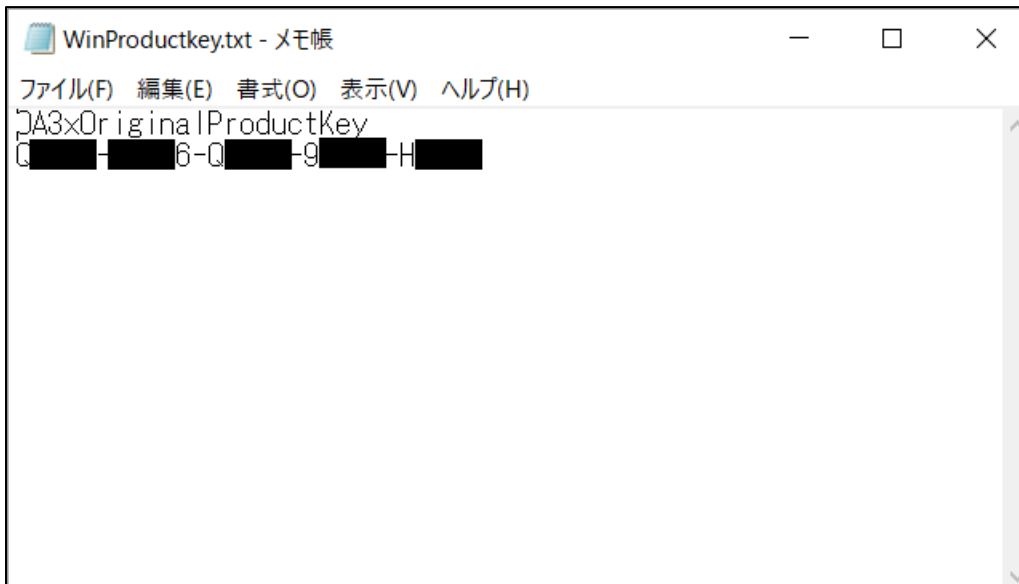 WinProductkey.txt - メモ帳
ファイル(F) 編集(E) 書式(O) 表示(V) ヘルプ(H)
OA3xOriginalProductKey
Q - 6-Q -9 -H